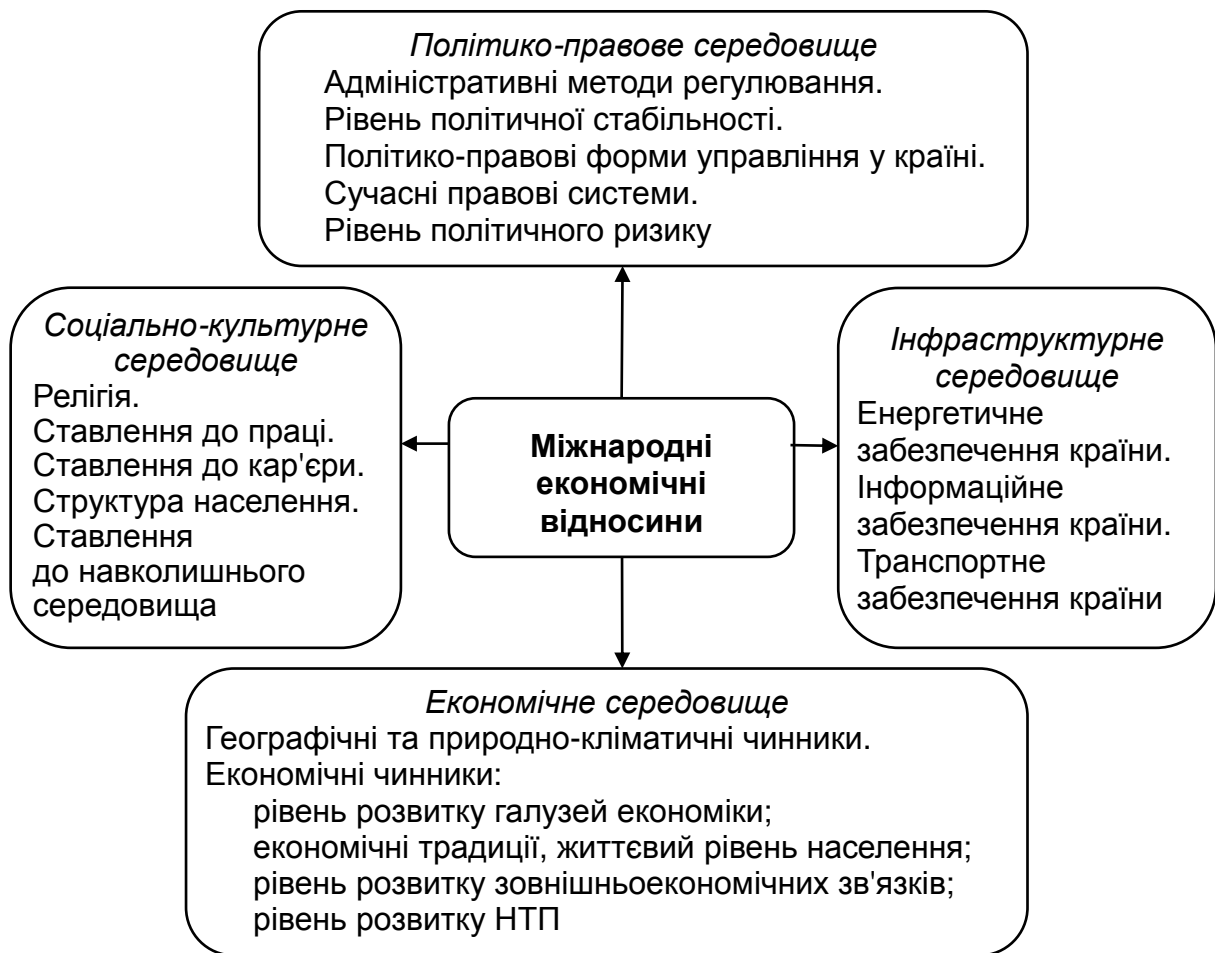 Політико-правове середовище
Адміністративні методи регулювання.
Рівень політичної стабільності.
Політико-правові форми управління у країні.
Сучасні правові системи.
Рівень політичного ризику
Соціально-культурне
середовище
Релігія.
Ставлення до праці.
Ставлення до кар'єри.
Структура населення.
Ставлення
до навколишнього
середовища
Міжнародні
економічні
відносини
Інфраструктурне
середовище
Енергетичне
забезпечення країни.
Інформаційне
забезпечення країни.
Транспортне
забезпечення країни
Економічне середовище
Географічні та природно-кліматичні чинники.
Економічні чинники:
рівень розвитку галузей економіки;
економічні традиції, життєвий рівень населення;
рівень розвитку зовнішньоекономічних зв'язків;
рівень розвитку НТП